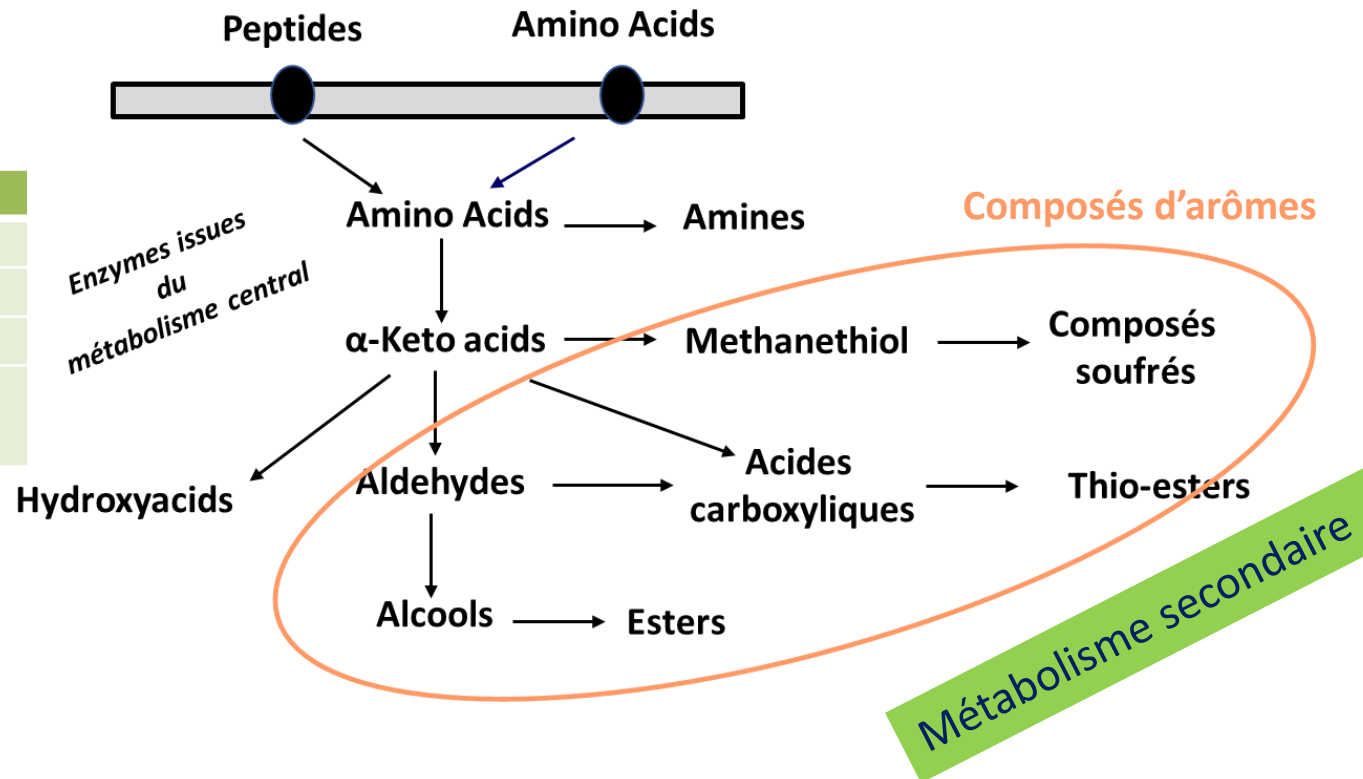 Peptides
Amino Acids
Amino Acids
Amines
Composés d’arômes
Enzymes issues
du
métabolisme central
α-Keto acids
Methanethiol
Composés
soufrés
Hydroxyacids
Aldehydes
Acides
carboxyliques
Thio-esters
Alcools
Esters
Métabolisme secondaire